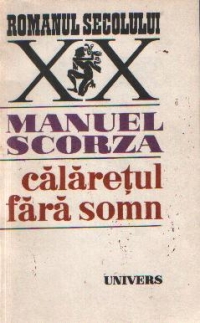 ROMANUL SECOLULUI
XX
MANUEL
SCORZA
călărețul
fără somn
UNIVERS